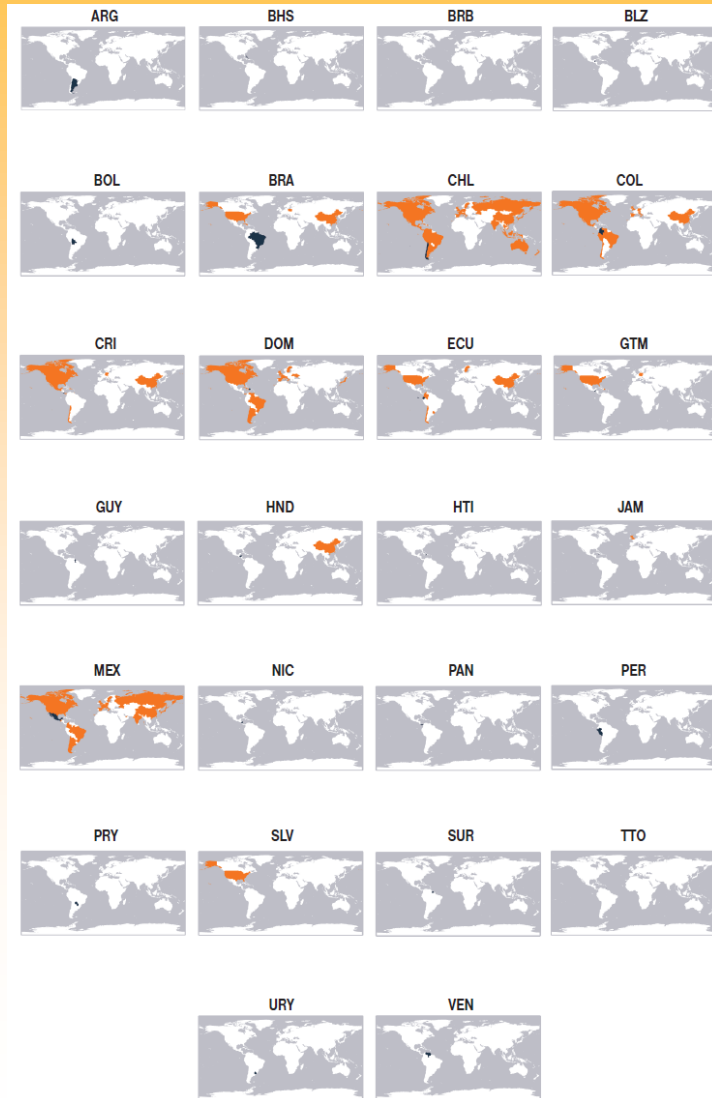 ARG BHS BRB BLZ
BOL BRA CHL COL
CRI DOM ECU GTM
GUY HND HTI JAM
MEX NIC PAN PER
PRY SLV SUR TTO
URY VEN